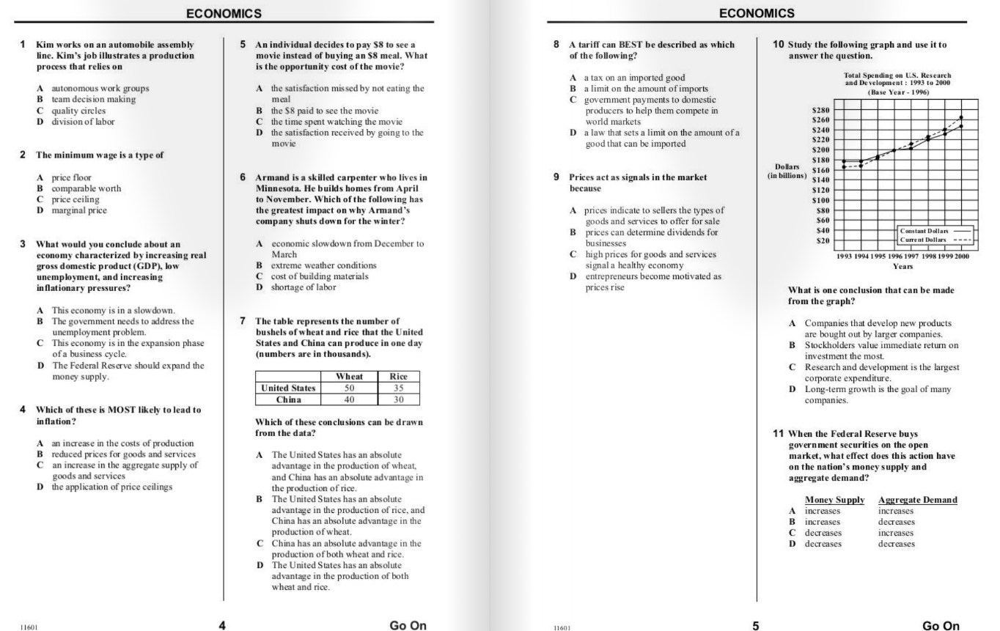 ECONOMICS
1 Kim works on an automobile assembly
line. Kim's job illustrates a production
process that relies on
A autonomous work groups
B team decision making
C quality circles
D division of labor
2 The minimum wage is a type of
A price floor
B comparable worth
C price ceiling
D marginal price
3 What would you conclude about an
economy characterized by increasing real
gross domestic product (GDP), low
unemployment, and increasing
inflationary pressures?
A This economy is in a slowdown.
B The government needs to address the
unemployment problem.
C This economy is in the expansion phase
of a business cycle.
D The Federal Reserve should expand the
money supply.
4 Which of these is MOST likely to lead to
inflation?
A an increase in the costs of production
B reduced prices for goods and services
C an increase in the aggregate supply of
goods and services
D the application of price ceilings
5 An individual decides to pay $8 to see a
movie instead of buying an $8 meal. What
is the opportunity cost of the movie?
A the satisfaction missed by not eating the
meal
B the $8 paid to see the movie
C the time spent watching the movie
D the satisfaction received by going to the
movie
6 Armand is a skilled carpenter who lives in
Minnesota. He builds homes from April
to November. Which of the following has
the greatest impact on why Armand's
company shuts down for the winter?
A economic slowdown from December to
March
B extreme weather conditions
C cost of building materials
D shortage of labor
7 The table represents the number of
bushels of wheat and rice that the United
States and China can produce in one day
(numbers are in thousands).
Wheat Rice
United States 50 35
China 40 30
Which of these conclusions can be drawn
from the data?
A The United States has an absolute
advantage in the production of wheat,
and China has an absolute advantage in
the production of rice.
B The United States has an absolute
advantage in the production of rice, and
China has an absolute advantage in the
production of wheat.
C China has an absolute advantage in the
production of both wheat and rice.
D The United States has an absolute
advantage in the production of both
wheat and rice.
11601 4 Go On
ECONOMICS
8 A tariff can BEST be described as which
of the following?
A a tax on an imported good
B a limit on the amount of imports
C government payments to domestic
producers to help them compete in
world markets
D a law that sets a limit on the amount of a
good that can be imported
9 Prices act as signals in the market
because
A prices indicate to sellers the types of
goods and services to offer for sale
B prices can determine dividends for
businesses
C high prices for goods and services
signal a healthy economy
D entrepreneurs become motivated as
prices rise
10 Study the following graph and use it to
answer the question.
Total Spending on U.S. Research
and Development : 1993 to 2000
(Base Year - 1996)
$280
$260
$240
$220
$200
$180
Dollars
(in billions)
$160
$140
$120
$100
$80
$60
$40
$20
Constant Dollars
Current Dollars
1993 1994 1995 1996 1997 1998 1999 2000
Years
What is one conclusion that can be made
from the graph?
A Companies that develop new products
are bought out by larger companies.
B Stockholders value immediate return on
investment the most.
C Research and development is the largest
corporate expenditure.
D Long-term growth is the goal of many
companies.
11 When the Federal Reserve buys
government securities on the open
market, what effect does this action have
on the nation's money supply and
aggregate demand?
Money Supply Aggregate Demand
A increases increases
B increases decreases
C decreases increases
D decreases decreases
11601 5 Go On